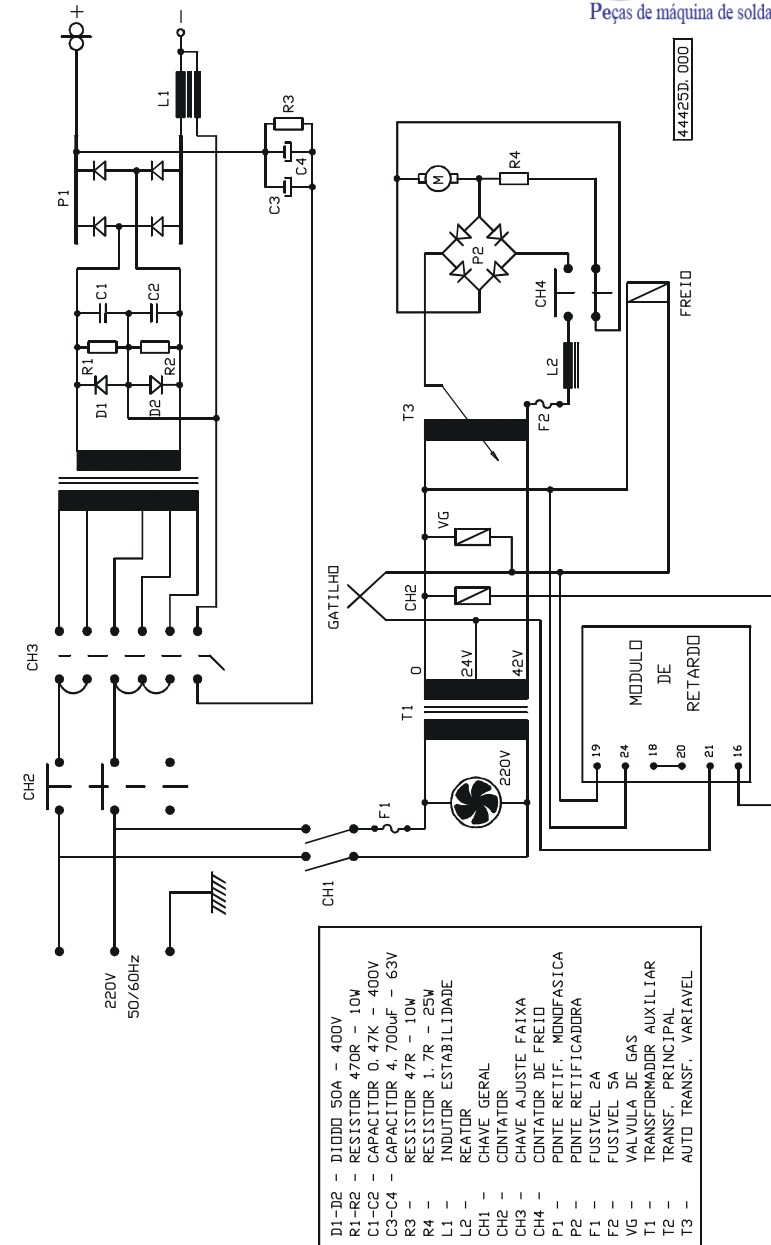 Peças de máquina de solda
44425D.000
+
-
L1
P1
R3
C4
C3
C1
C2
R1
R2
D1
D2
CH3
CH2
220V
50/60Hz
CH1
F1
M
R4
P2
CH4
L2
F2
T3
FREIO
VG
GATILHO
CH2
0
24V
42V
T1
220V
MODULO
DE
RETARDO
19
24
18
20
21
16
D1-D2 - DIODO 50A - 400V
R1-R2 - RESISTOR 470R - 10W
C1-C2 - CAPACITOR 0.47K - 400V
C3-C4 - CAPACITOR 4.700uF - 63V
R3 - RESISTOR 47R - 10W
R4 - RESISTOR 1.7R - 25W
L1 - INDUTOR ESTABILIDADE
L2 - REATOR
CH1 - CHAVE GERAL
CH2 - CONTATOR
CH3 - CHAVE AJUSTE FAIXA
CH4 - CONTATOR DE FREIO
P1 - PONTE RETIF. MONOFASICA
P2 - PONTE RETIFICADORA
F1 - FUSIVEL 2A
F2 - FUSIVEL 5A
VG - VALVULA DE GAS
T1 - TRANSFORMADOR AUXILIAR
T2 - TRANSF. PRINCIPAL
T3 - AUTO TRANSF. VARIAVEL